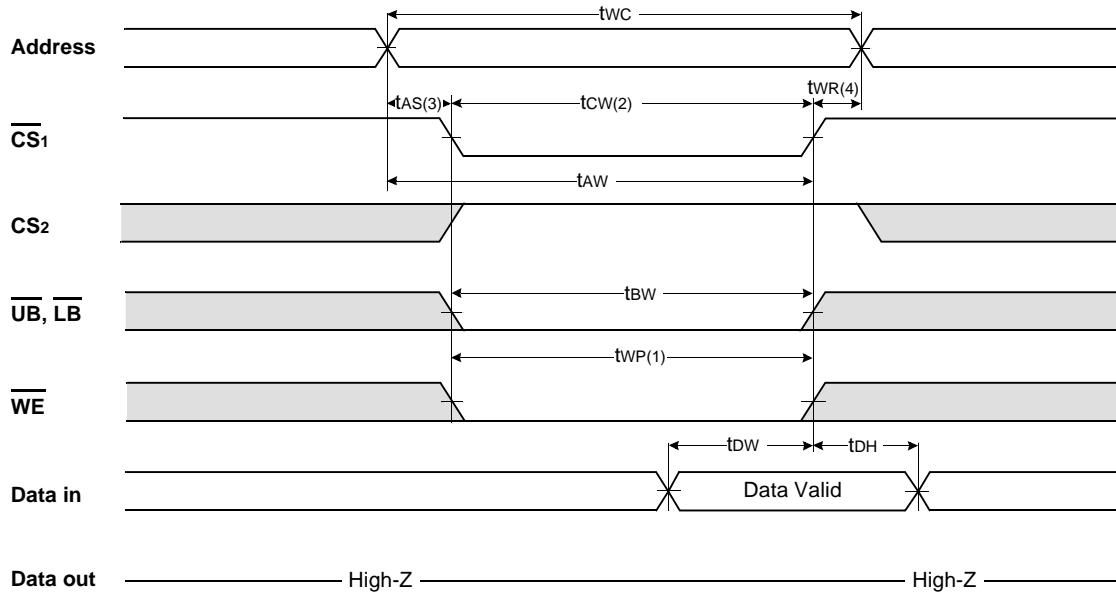 tWC
Address
tWR(4)
tAS(3)
tCW(2)
CS1
tAW
CS2
tBW
UB, LB
tWP(1)
WE
tDW
tDH
Data in
Data Valid
Data out
High-Z
High-Z